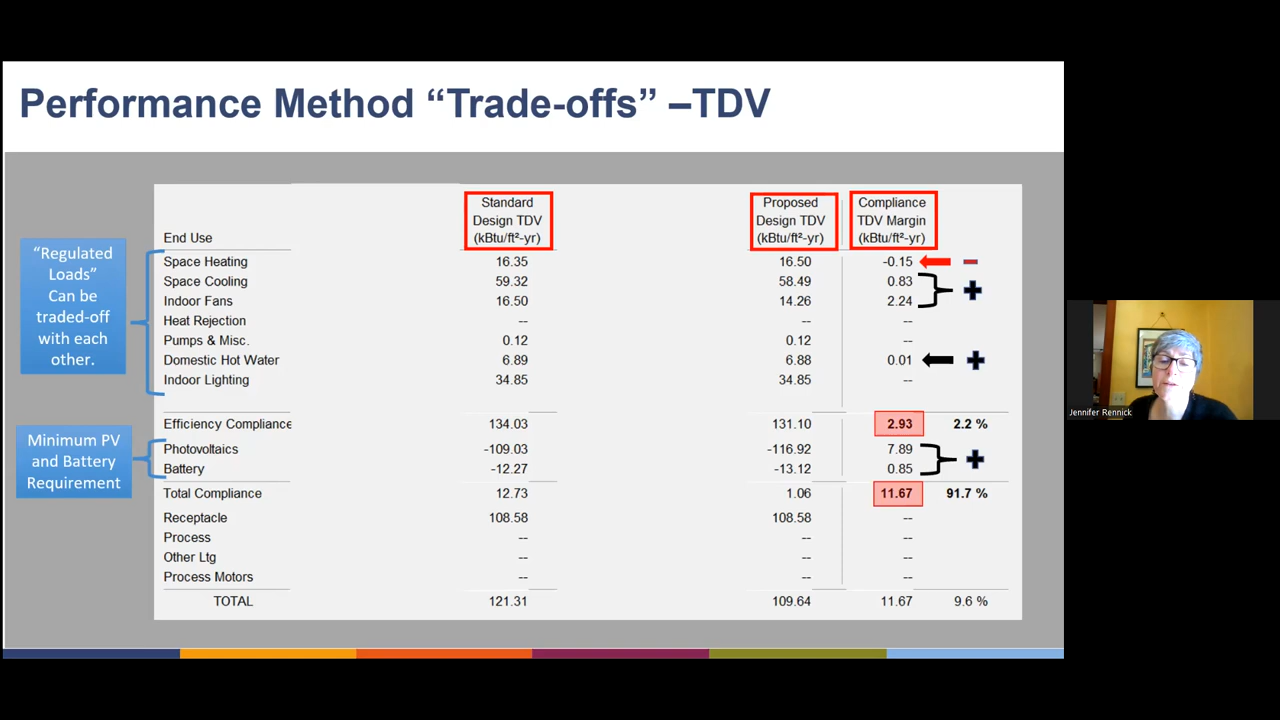 Performance Method “Trade-offs” –TDV
“Regulated
Loads”
Can be
traded-off
with each
other.
Minimum PV
and Battery
Requirement
End Use
Standard
Design TDV
(kBtu/ft²-yr)
Proposed
Design TDV
(kBtu/ft²-yr)
Compliance
TDV Margin
(kBtu/ft²-yr)
Space Heating 16.35 16.50 -0.15
Space Cooling 59.32 58.49 0.83
Indoor Fans 16.50 14.26 2.24
Heat Rejection -- -- --
Pumps & Misc. 0.12 0.12 --
Domestic Hot Water 6.89 6.88 0.01
Indoor Lighting 34.85 34.85 --
Efficiency Compliance 134.03 131.10 2.93 2.2 %
Photovoltaics -109.03 -116.92 7.89
Battery -12.27 -13.12 0.85
Total Compliance 12.73 1.06 11.67 91.7 %
Receptacle 108.58 108.58 --
Process -- -- --
Other Ltg -- -- --
Process Motors -- -- --
TOTAL 121.31 109.64 11.67 9.6 %
Jennifer Rennick